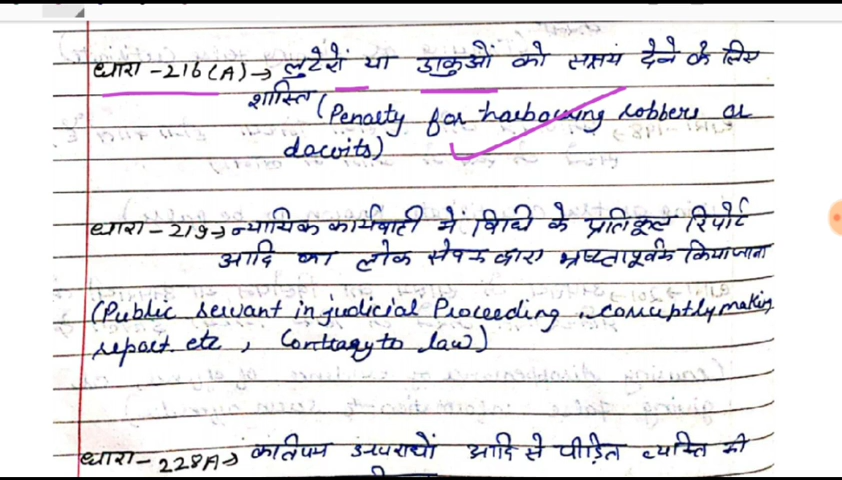 धारा -216(A)→ लुटेरों या डाकुओं को समय देने के लिए
शास्ति (Penalty for harbouring robbers or
dacoits)
धारा -219→ न्यायिक कार्यवाही में विधि के प्रतिकूल रिपोर्ट
आदि का लोक सेवक द्वारा भ्रष्टतापूर्वक किया जाना
(Public servant in judicial Proceeding , corruptly making
report etc , Contrary to law)
धारा -228A→ कतिपय अपराधों आदि से पीड़ित व्यक्ति की